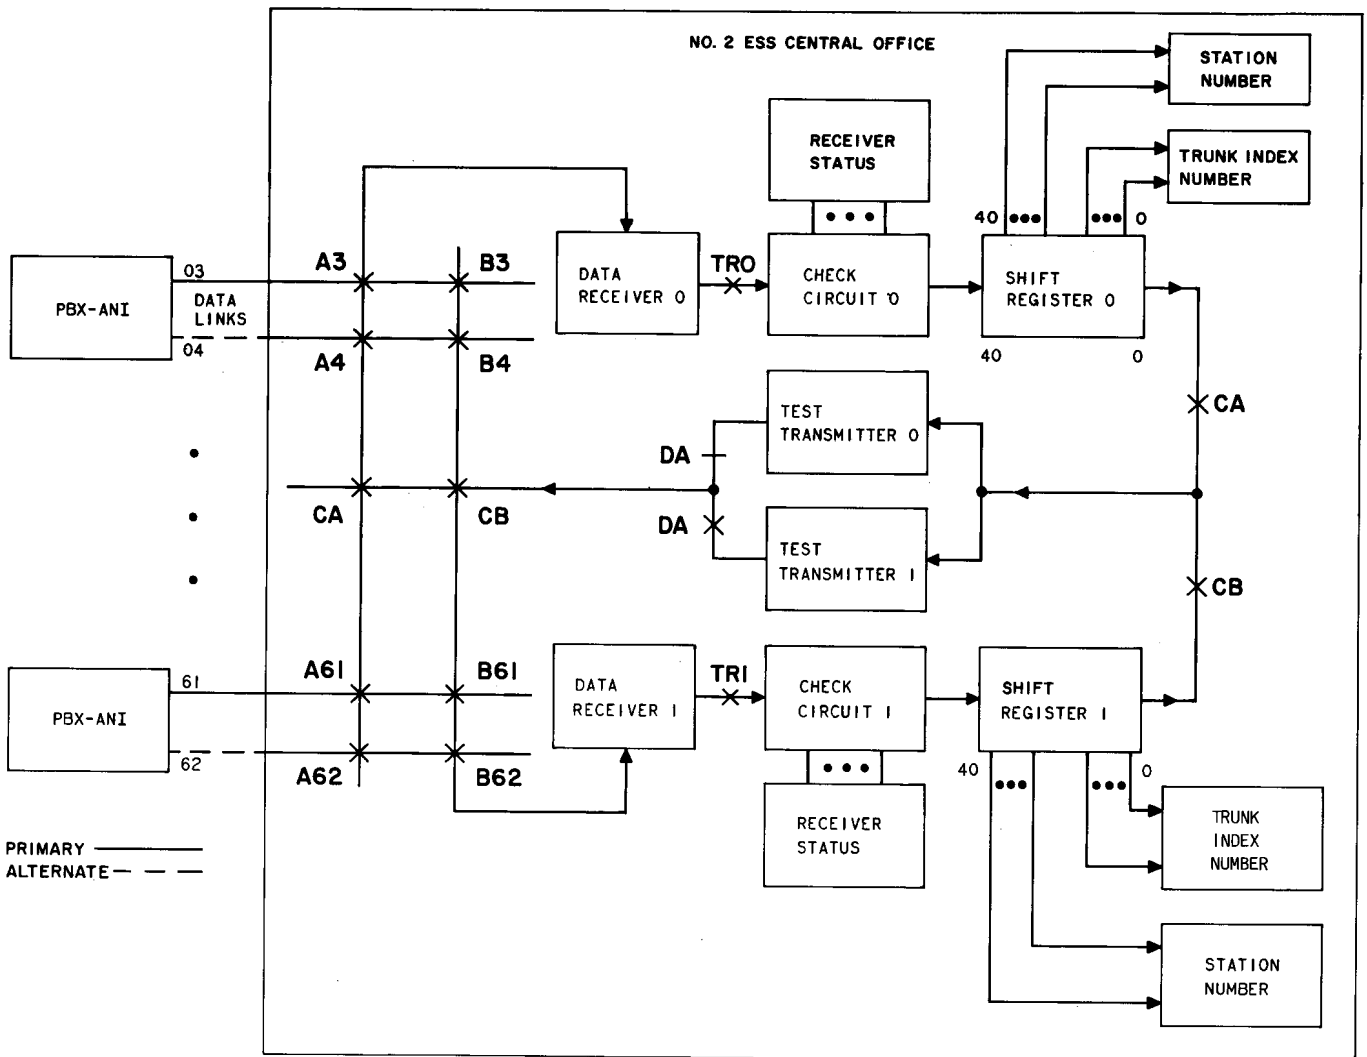 NO. 2 ESS CENTRAL OFFICE
STATION
NUMBER
RECEIVER
STATUS
TRUNK INDEX
NUMBER
40
0
PBX-ANI
03
DATA
LINKS
04
A3
B3
A4
B4
DATA
RECEIVER 0
TR0
CHECK
CIRCUIT 0
SHIFT
REGISTER 0
40
0
CA
TEST
TRANSMITTER 0
DA
CA
CB
DA
TEST
TRANSMITTER 1
CB
PBX-ANI
61
62
A61
B61
A62
B62
DATA
RECEIVER 1
TR1
CHECK
CIRCUIT 1
SHIFT
REGISTER 1
40
0
RECEIVER
STATUS
TRUNK
INDEX
NUMBER
PRIMARY
ALTERNATE
STATION
NUMBER